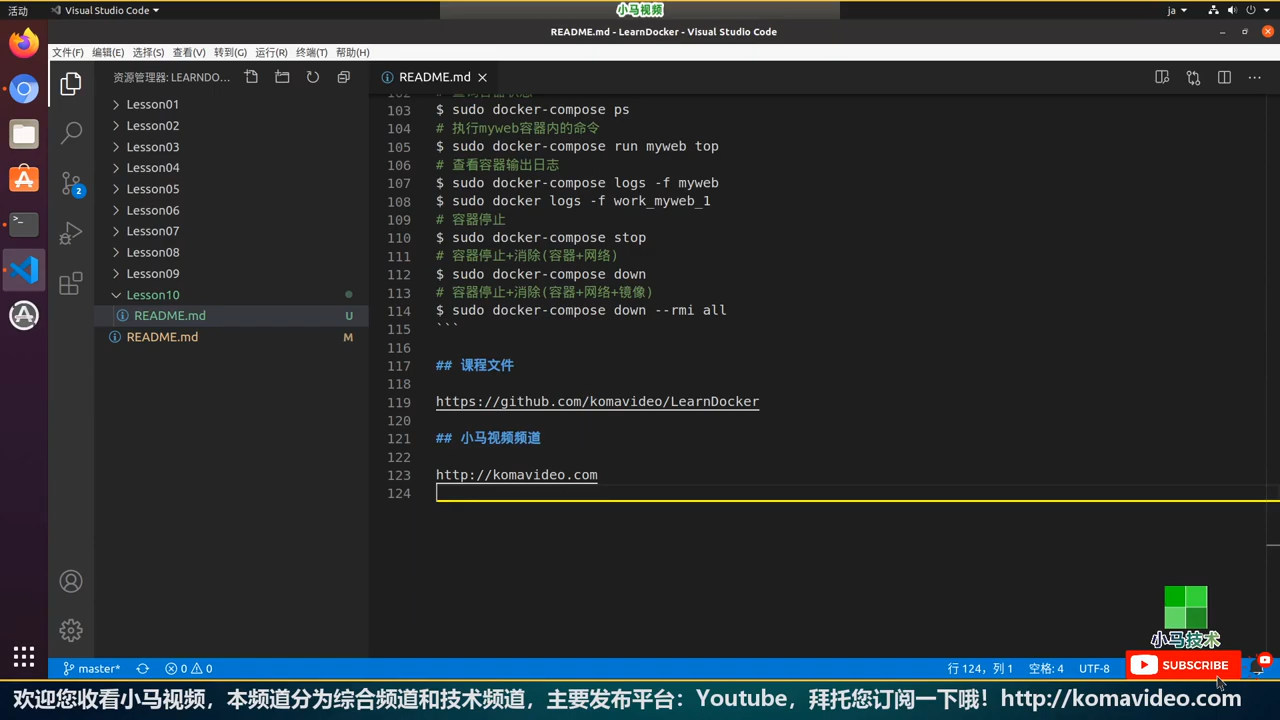 活动
Visual Studio Code
小马视频
ja
README.md - LearnDocker - Visual Studio Code
文件(F) 编辑(E) 选择(S) 查看(V) 转到(G) 运行(R) 终端(T) 帮助(H)
资源管理器: LEARNDO...
README.md
Lesson01
Lesson02
Lesson03
Lesson04
Lesson05
Lesson06
Lesson07
Lesson08
Lesson09
Lesson10
README.md U
README.md M
2
103 $ sudo docker-compose ps
104 # 执行myweb容器内的命令
105 $ sudo docker-compose run myweb top
106 # 查看容器输出日志
107 $ sudo docker-compose logs -f myweb
108 $ sudo docker logs -f work_myweb_1
109 # 容器停止
110 $ sudo docker-compose stop
111 # 容器停止+消除(容器+网络)
112 $ sudo docker-compose down
113 # 容器停止+消除(容器+网络+镜像)
114 $ sudo docker-compose down --rmi all
115 ```
116
117 ## 课程文件
118
119 https://github.com/komavideo/LearnDocker
120
121 ## 小马视频频道
122
123 http://komavideo.com
124
小马技术
SUBSCRIBE
master* 0 0 行 124, 列 1 空格: 4 UTF-8
欢迎您收看小马视频，本频道分为综合频道和技术频道，主要发布平台：Youtube，拜托您订阅一下哦！http://komavideo.com